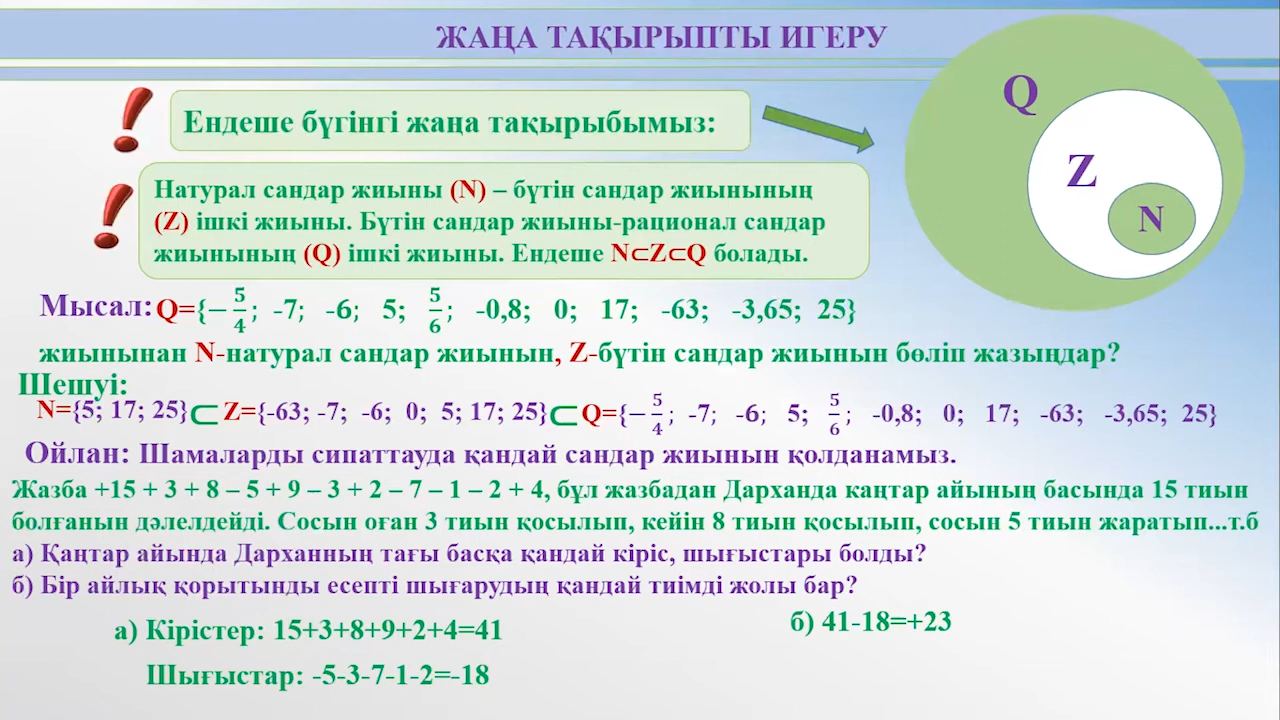 ЖАҢА ТАҚЫРЫПТЫ ИГЕРУ
Ендеше бүгінгі жаңа тақырыбымыз:
Q
Z
N
Натурал сандар жиыны (N) – бүтін сандар жиынының
(Z) ішкі жиыны. Бүтін сандар жиыны-рационал сандар
жиынының (Q) ішкі жиыны. Ендеше N⊂Z⊂Q болады.
Мысал: Q={−5/4; -7; -6; 5; 5/6; -0,8; 0; 17; -63; -3,65; 25}
жиынынан N-натурал сандар жиынын, Z-бүтін сандар жиынын бөліп жазыңдар?
Шешуі:
N={5; 17; 25}⊂ Z={-63; -7; -6; 0; 5; 17; 25}⊂Q={−5/4; -7; -6; 5; 5/6; -0,8; 0; 17; -63; -3,65; 25}
Ойлан: Шамаларды сипаттауда қандай сандар жиынын қолданамыз.
Жазба +15 + 3 + 8 – 5 + 9 – 3 + 2 – 7 – 1 – 2 + 4, бұл жазбадан Дарханда каңтар айының басында 15 тиын
болғанын дәлелдейді. Сосын оған 3 тиын қосылып, кейін 8 тиын қосылып, сосын 5 тиын жаратып...т.б
а) Қаңтар айында Дарханның тағы басқа қандай кіріс, шығыстары болды?
б) Бір айлық қорытынды есепті шығарудың қандай тиімді жолы бар?
а) Кірістер: 15+3+8+9+2+4=41
б) 41-18=+23
Шығыстар: -5-3-7-1-2=-18